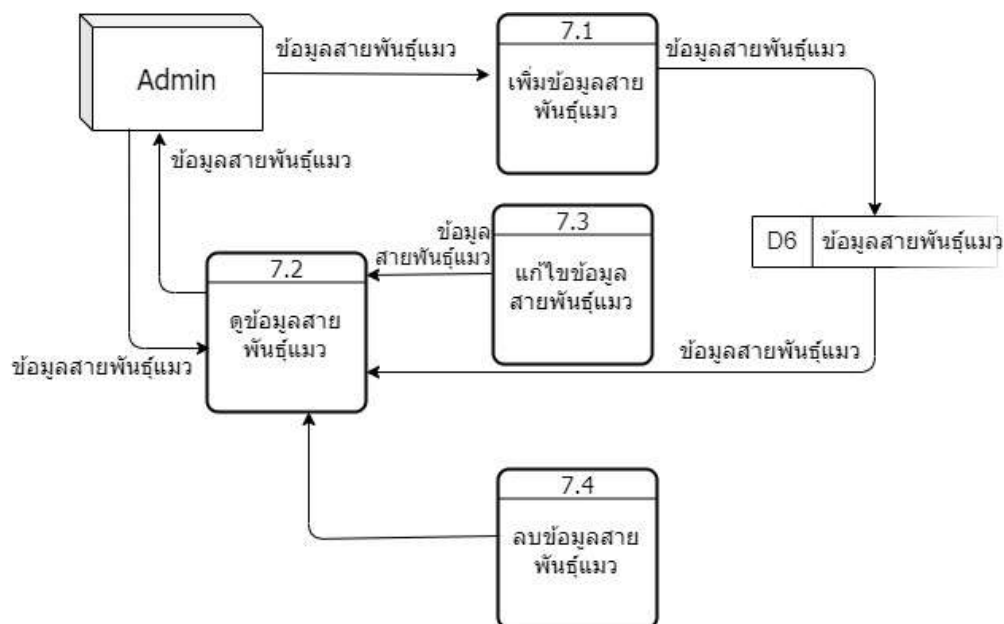 Admin
ข้อมูลสายพันธุ์แมว
7.1
เพิ่มข้อมูลสาย
พันธุ์แมว
ข้อมูลสายพันธุ์แมว
ข้อมูลสายพันธุ์แมว
D6
ข้อมูลสายพันธุ์แมว
7.3
แก้ไขข้อมูล
สายพันธุ์แมว
ข้อมูล
สายพันธุ์แมว
7.2
ดูข้อมูลสาย
พันธุ์แมว
ข้อมูลสายพันธุ์แมว
ข้อมูลสายพันธุ์แมว
7.4
ลบข้อมูลสาย
พันธุ์แมว